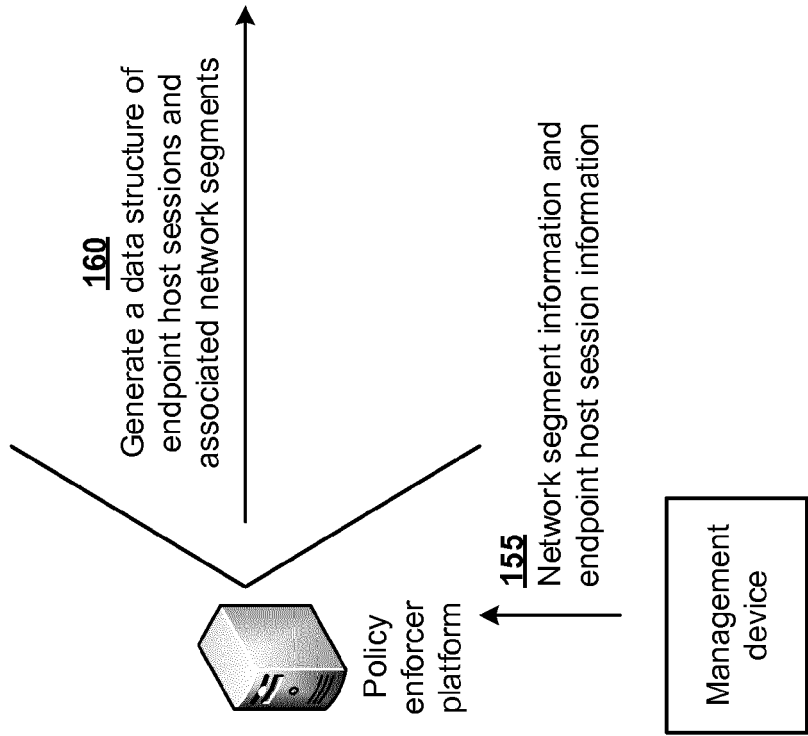 160
Generate a data structure of
endpoint host sessions and
associated network segments
155
Network segment information and
endpoint host session information
Policy
enforcer
platform
Management
device